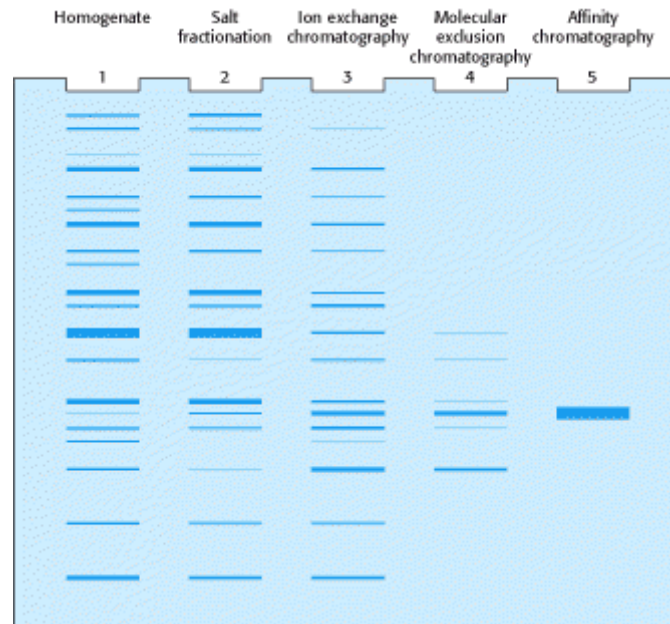 Homogenate
Salt
fractionation
Ion exchange
chromatography
Molecular
exclusion
chromatography
Affinity
chromatography
1
2
3
4
5